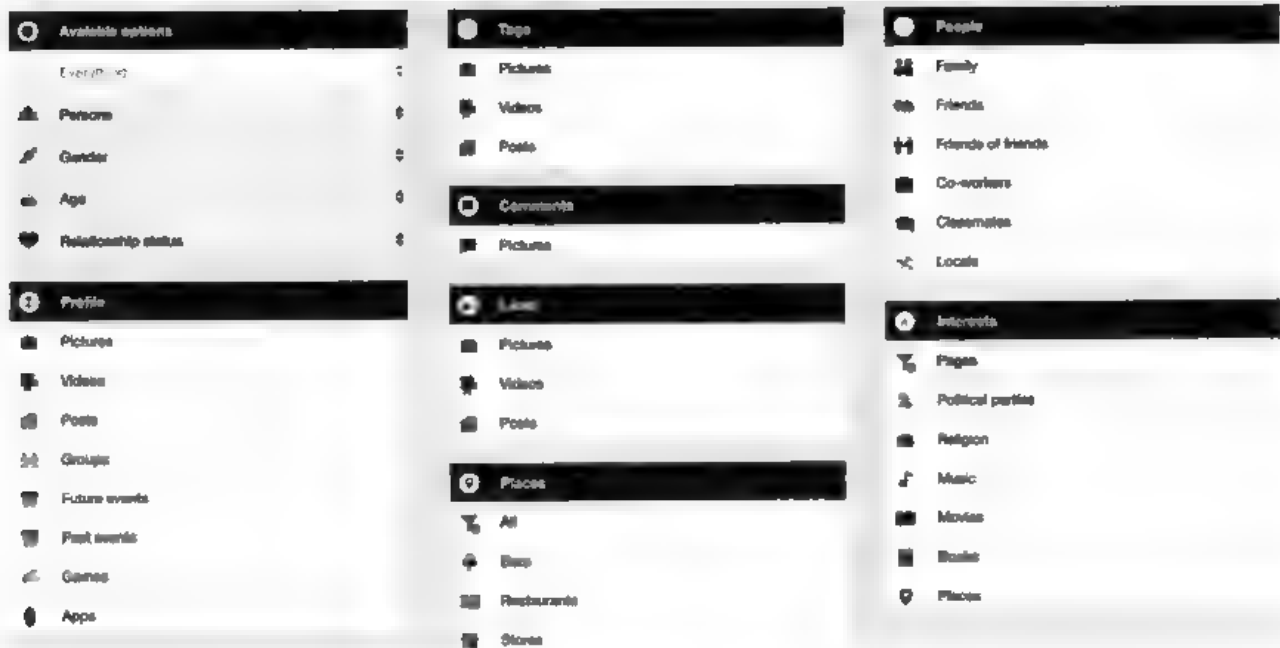 Available options
Everything
Persons
Gender
Age
Relationship status
Profile
Pictures
Videos
Posts
Groups
Future events
Past events
Games
Apps
Tags
Pictures
Videos
Posts
Comments
Pictures
Likes
Pictures
Videos
Posts
Places
All
Bars
Restaurants
Stores
People
Family
Friends
Friends of friends
Co-workers
Classmates
Locals
Interests
Pages
Political parties
Religion
Music
Movies
Books
Places